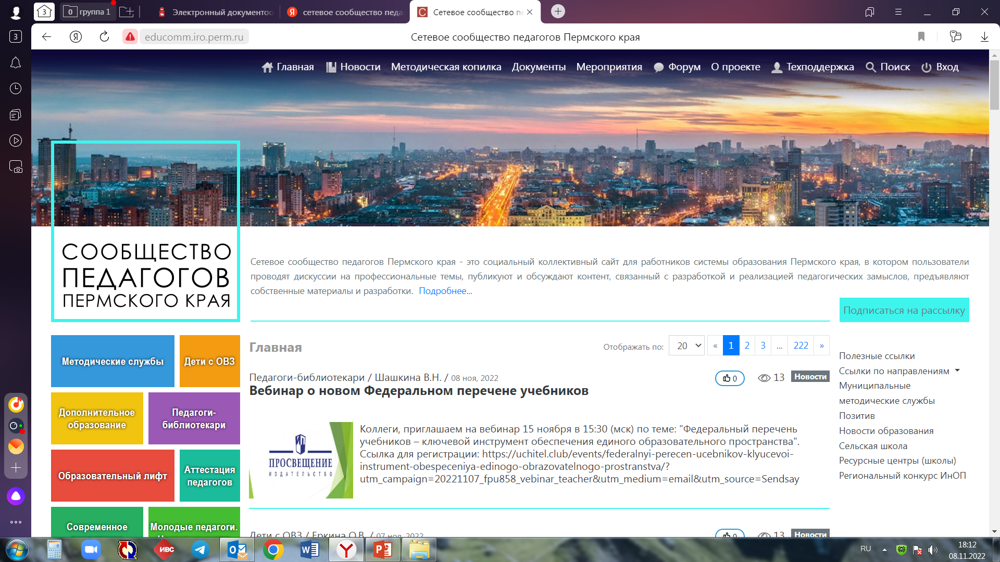 3
0 группа 1
Электронный документоо
сетевое сообщество педа
Сетевое сообщество пе
3
Я
educomm.iro.perm.ru
Сетевое сообщество педагогов Пермского края
Главная Новости Методическая копилка Документы Мероприятия Форум О проекте Техподдержка Поиск Вход
СООБЩЕСТВО
ПЕДАГОГОВ
ПЕРМСКОГО КРАЯ
Сетевое сообщество педагогов Пермского края - это социальный коллективный сайт для работников системы образования Пермского края, в котором пользователи
проводят дискуссии на профессиональные темы, публикуют и обсуждают контент, связанный с разработкой и реализацией педагогических замыслов, предъявляют
собственные материалы и разработки. Подробнее...
Подписаться на рассылку
Методические службы
Дети с ОВЗ
Дополнительное
образование
Педагоги-
библиотекари
Образовательный лифт
Аттестация
педагогов
Современное
Молодые педагоги.
Главная
Отображать по: 20 « 1 2 3 ... 222 »
Педагоги-библиотекари / Шашкина В.Н. / 08 ноя, 2022
0 13 Новости
Вебинар о новом Федеральном перечене учебников
ПРОСВЕЩЕНИЕ
ИЗДАТЕЛЬСТВО
Коллеги, приглашаем на вебинар 15 ноября в 15:30 (мск) по теме: "Федеральный перечень
учебников – ключевой инструмент обеспечения единого образовательного пространства".
Ссылка для регистрации: https://uchitel.club/events/federalnyi-perecen-ucebnikov-klyucevoi-
instrument-obespeceniya-edinogo-obrazovatelnogo-prostranstva/?
utm_campaign=20221107_fpu858_vebinar_teacher&utm_medium=email&utm_source=Sendsay
Дети с ОВЗ / Еркина О.В. / 07 ноя, 2022
0 13 Новости
Полезные ссылки
Ссылки по направлениям
Муниципальные
методические службы
Позитив
Новости образования
Сельская школа
Ресурсные центры (школы)
Региональный конкурс ИнОП
ИВС
RU
18:12
08.11.2022